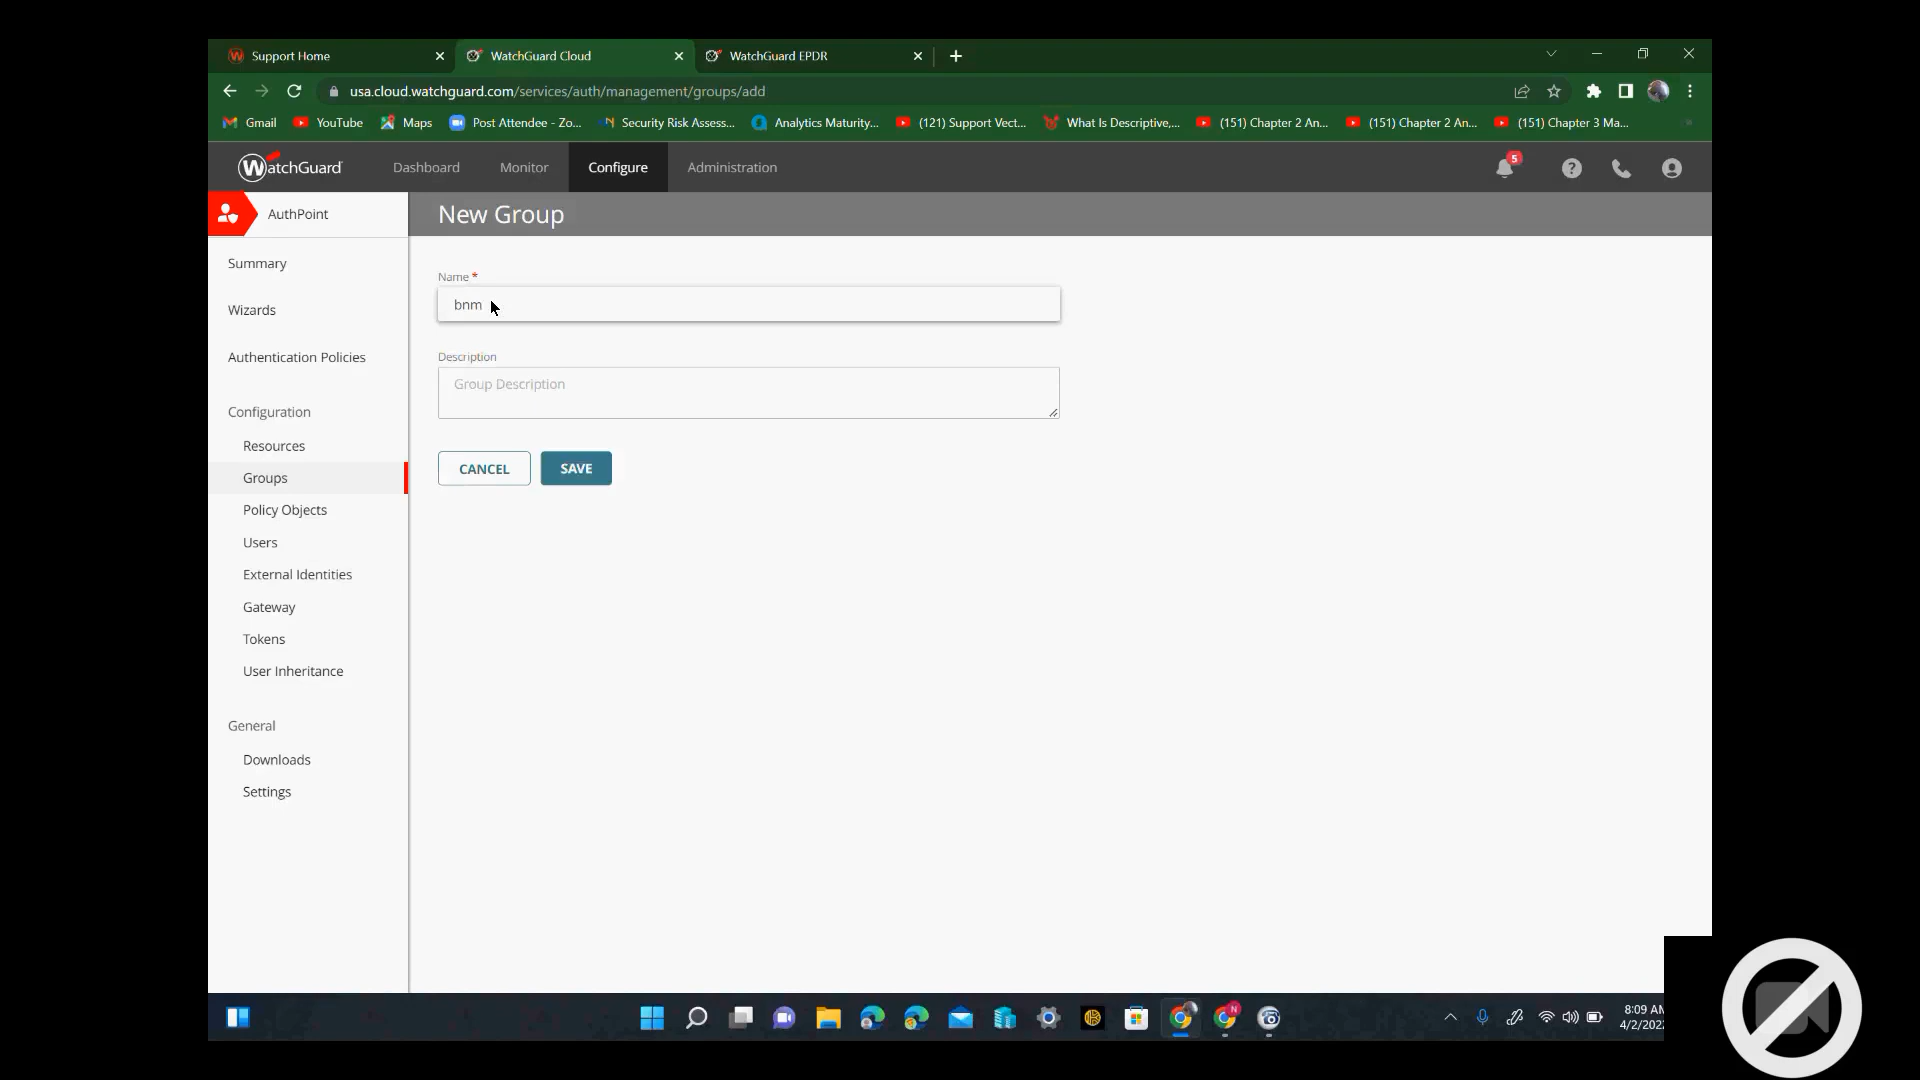 Support Home
WatchGuard Cloud
WatchGuard EPDR
usa.cloud.watchguard.com/services/auth/management/groups/add
Gmail
YouTube
Maps
Post Attendee - Zo...
Security Risk Assess...
Analytics Maturity...
(121) Support Vect...
What Is Descriptive,...
(151) Chapter 2 An...
(151) Chapter 2 An...
(151) Chapter 3 Ma...
WatchGuard
Dashboard
Monitor
Configure
Administration
5
AuthPoint
New Group
Summary
Wizards
Authentication Policies
Configuration
Resources
Groups
Policy Objects
Users
External Identities
Gateway
Tokens
User Inheritance
General
Downloads
Settings
Name *
bnm
Description
Group Description
CANCEL
SAVE
8:09 AM